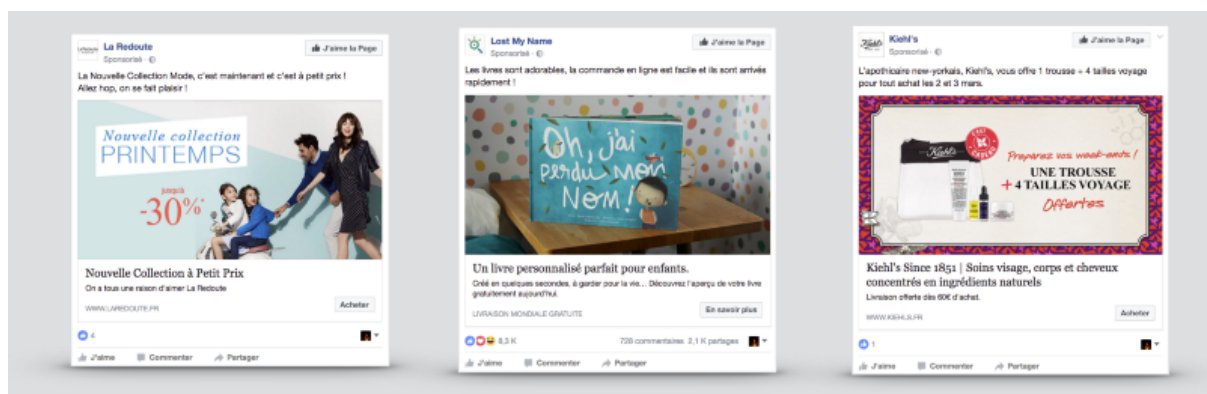 La Redoute
Sponsorisé
J'aime la Page
La Nouvelle Collection Mode, c'est maintenant et c'est à petit prix !
Allez hop, on se fait plaisir !
Nouvelle collection
PRINTEMPS
jusqu'à
-30%*
Nouvelle Collection à Petit Prix
On a tous une raison d'aimer La Redoute
WWW.LAREDOUTE.FR
Acheter
4
J'aime Commenter Partager
Lost My Name
Sponsorisé
J'aime la Page
Les livres sont adorables, la commande en ligne est facile et ils sont arrivés
rapidement !
Oh, j'ai
perdu mon
Nom!
Un livre personnalisé parfait pour enfants.
Créé en quelques secondes, à garder pour la vie... Découvrez l'aperçu de votre livre
gratuitement aujourd'hui.
LIVRAISON MONDIALE GRATUITE
En savoir plus
8,3 K
728 commentaires 2,1 K partages
J'aime Commenter Partager
Kiehl's
Kiehl's
Sponsorisé
J'aime la Page
L'apothicaire new-yorkais, Kiehl's, vous offre 1 trousse + 4 tailles voyage
pour tout achat les 2 et 3 mars.
Kiehl's
CADEAU
Préparez vos week-ends !
UNE TROUSSE
+ 4 TAILLES VOYAGE
Offertes
Kiehl's Since 1851 | Soins visage, corps et cheveux
concentrés en ingrédients naturels
Livraison offerte dès 60€ d'achat.
WWW.KIEHLS.FR
Acheter
1
J'aime Commenter Partager